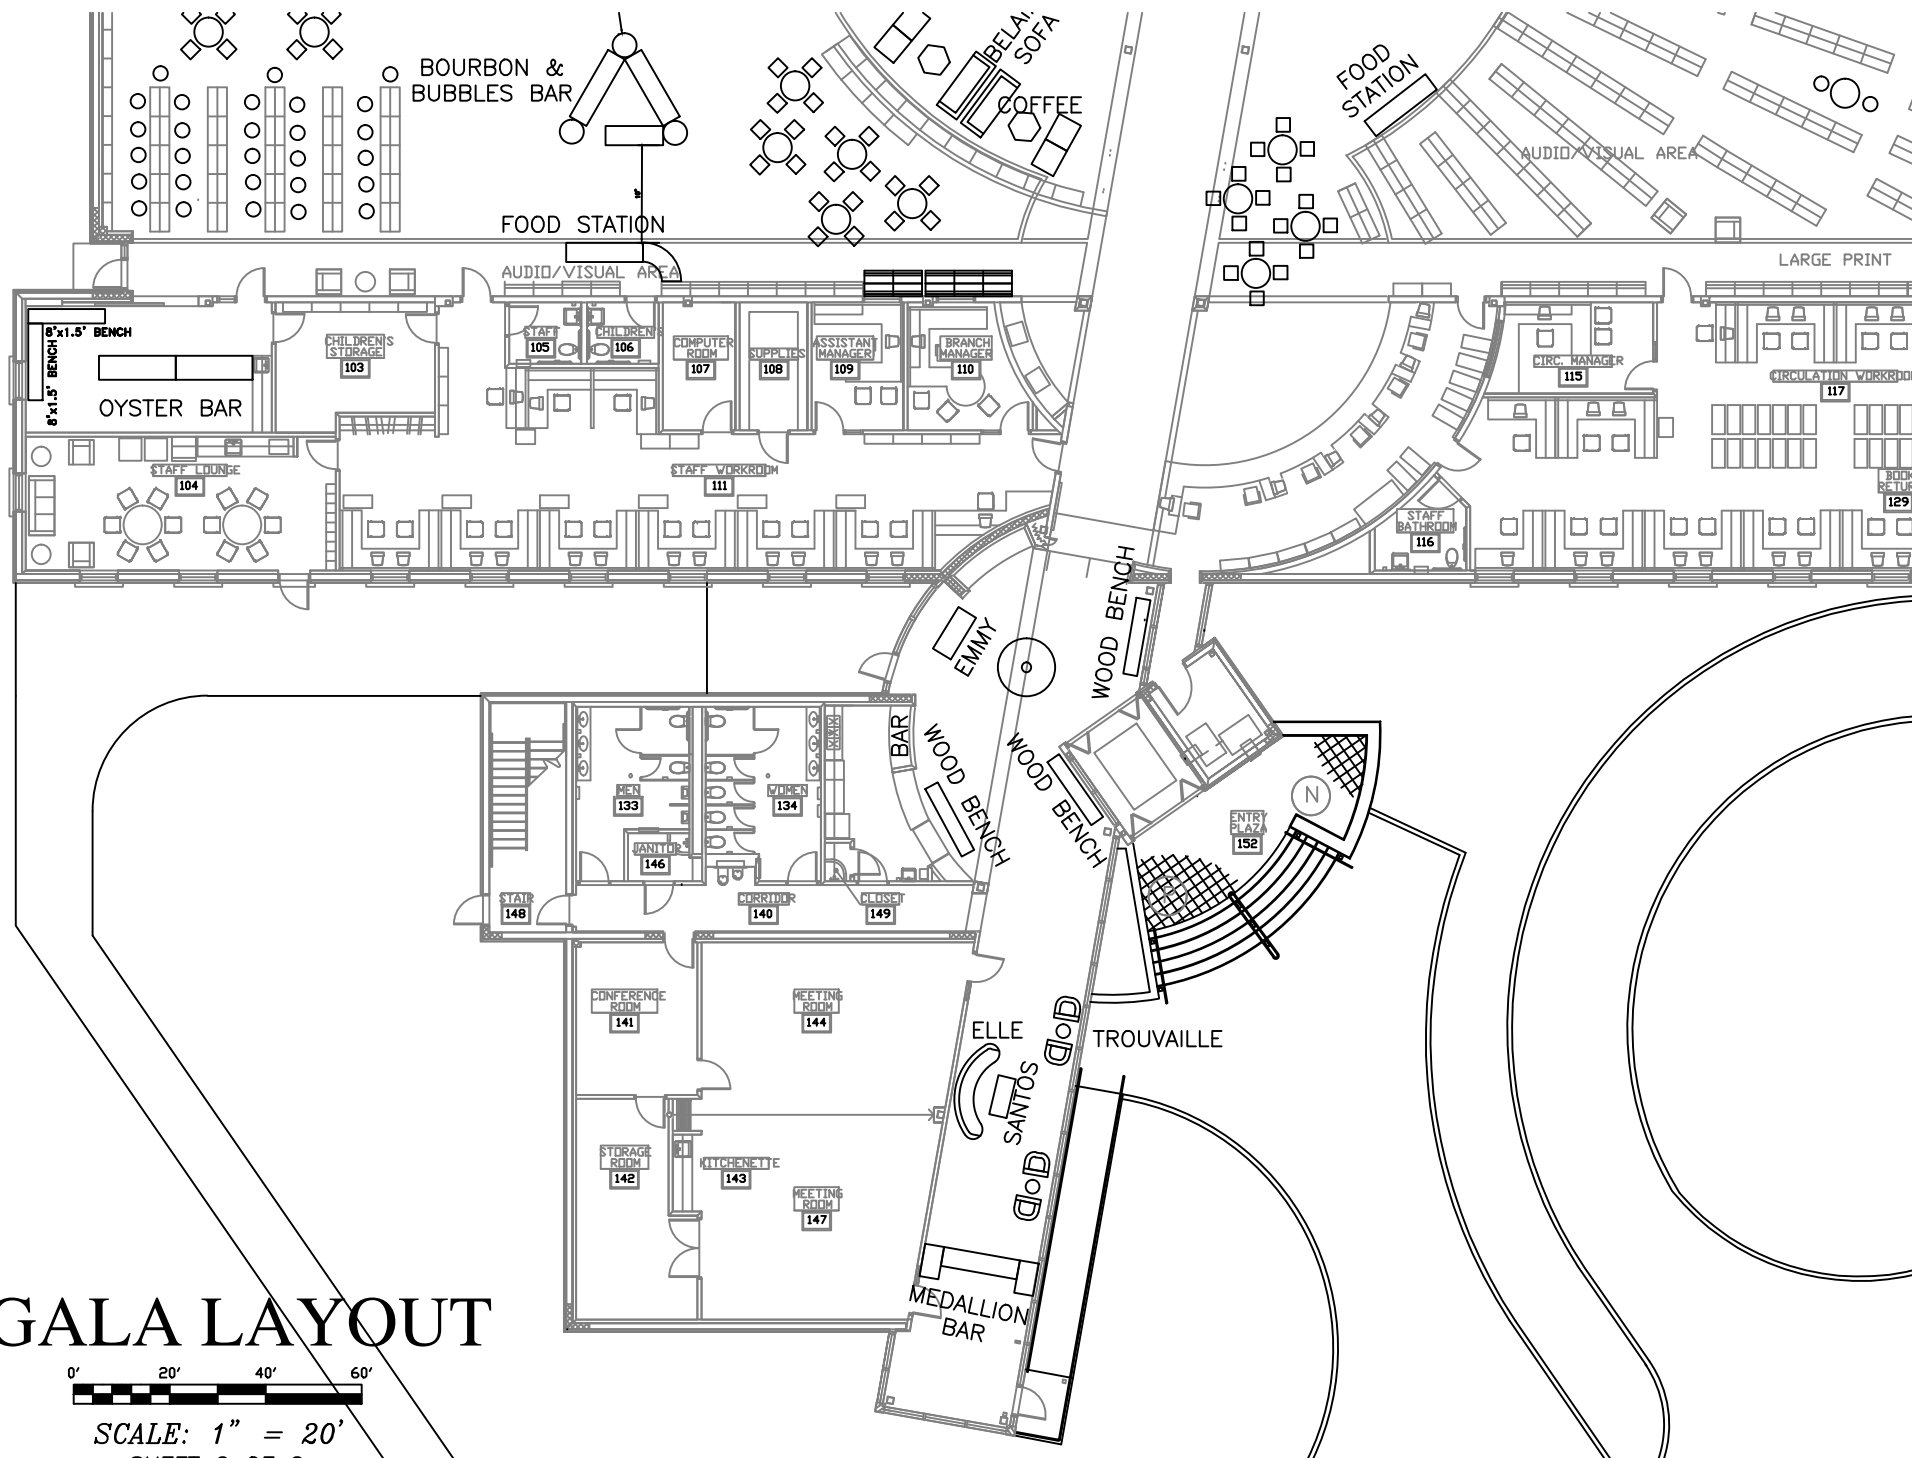 BOURBON &
BUBBLES BAR
SOFA
COFFEE
FOOD
STATION
AUDIO/VISUAL AREA
FOOD STATION
AUDIO/VISUAL AREA
LARGE PRINT
8'x1.5' BENCH
8'x1.5' BENCH
OYSTER BAR
CHILDREN'S
STORAGE
103
STAFF
105
CHILDREN'S
106
COMPUTER
ROOM
107
SUPPLIES
108
ASSISTANT
MANAGER
109
BRANCH
MANAGER
110
CIRC. MANAGER
115
CIRCULATION WORKROOM
117
STAFF LOUNGE
104
STAFF WORKROOM
111
STAFF
BATHROOM
116
BOOK
RETURN
129
EMMY
WOOD BENCH
BAR
WOOD BENCH
WOOD BENCH
MEN
133
WOMEN
134
JANITOR
146
STAIR
148
CORRIDOR
140
CLOSET
149
N
ENTRY
PLAZA
152
P
CONFERENCE
ROOM
141
MEETING
ROOM
144
ELLE
SANTOS
TROUVAILLE
STORAGE
ROOM
142
KITCHENETTE
143
MEETING
ROOM
147
MEDALLION
BAR
GALA LAYOUT
0' 20' 40' 60'
SCALE: 1" = 20'